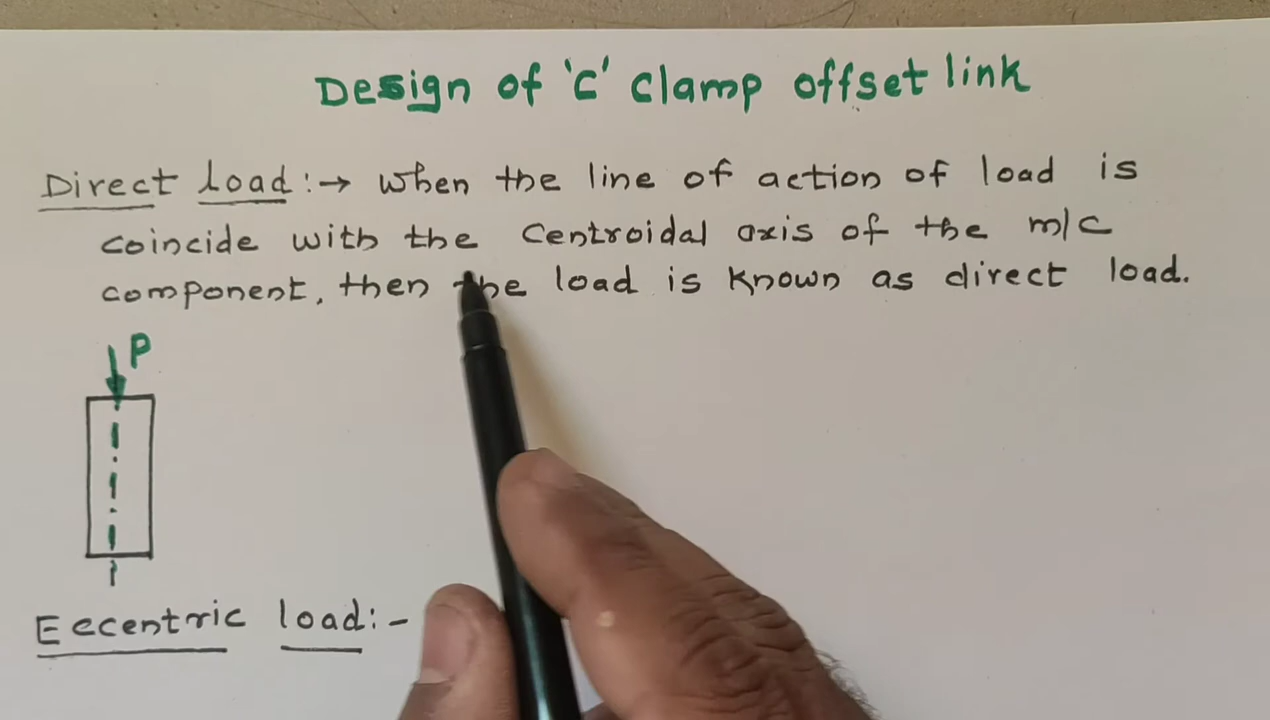 Design of 'C' Clamp offset link
Direct load :→ when the line of action of load is
coincide with the centroidal axis of the m/c
component, then the load is known as direct load.
P
Eccentric load:-